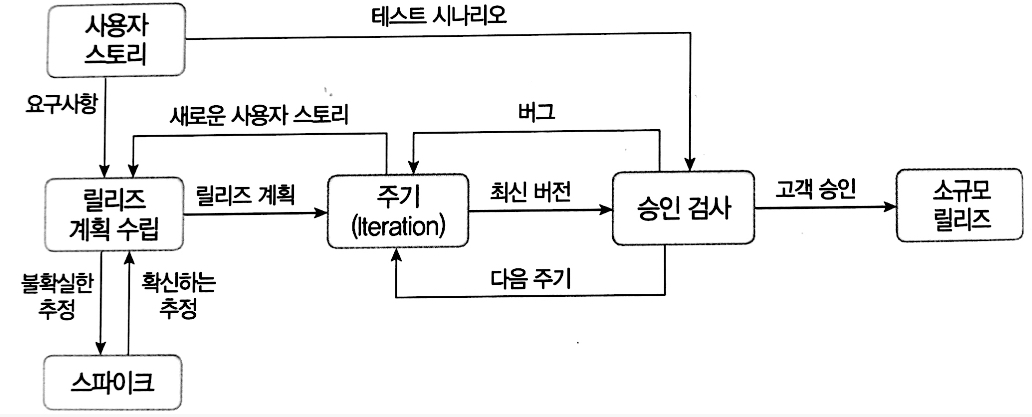 사용자
스토리
테스트 시나리오
요구사항
새로운 사용자 스토리
버그
릴리즈
계획 수립
릴리즈 계획
주기
(Iteration)
최신 버전
승인 검사
고객 승인
소규모
릴리즈
불확실한
추정
확신하는
추정
다음 주기
스파이크